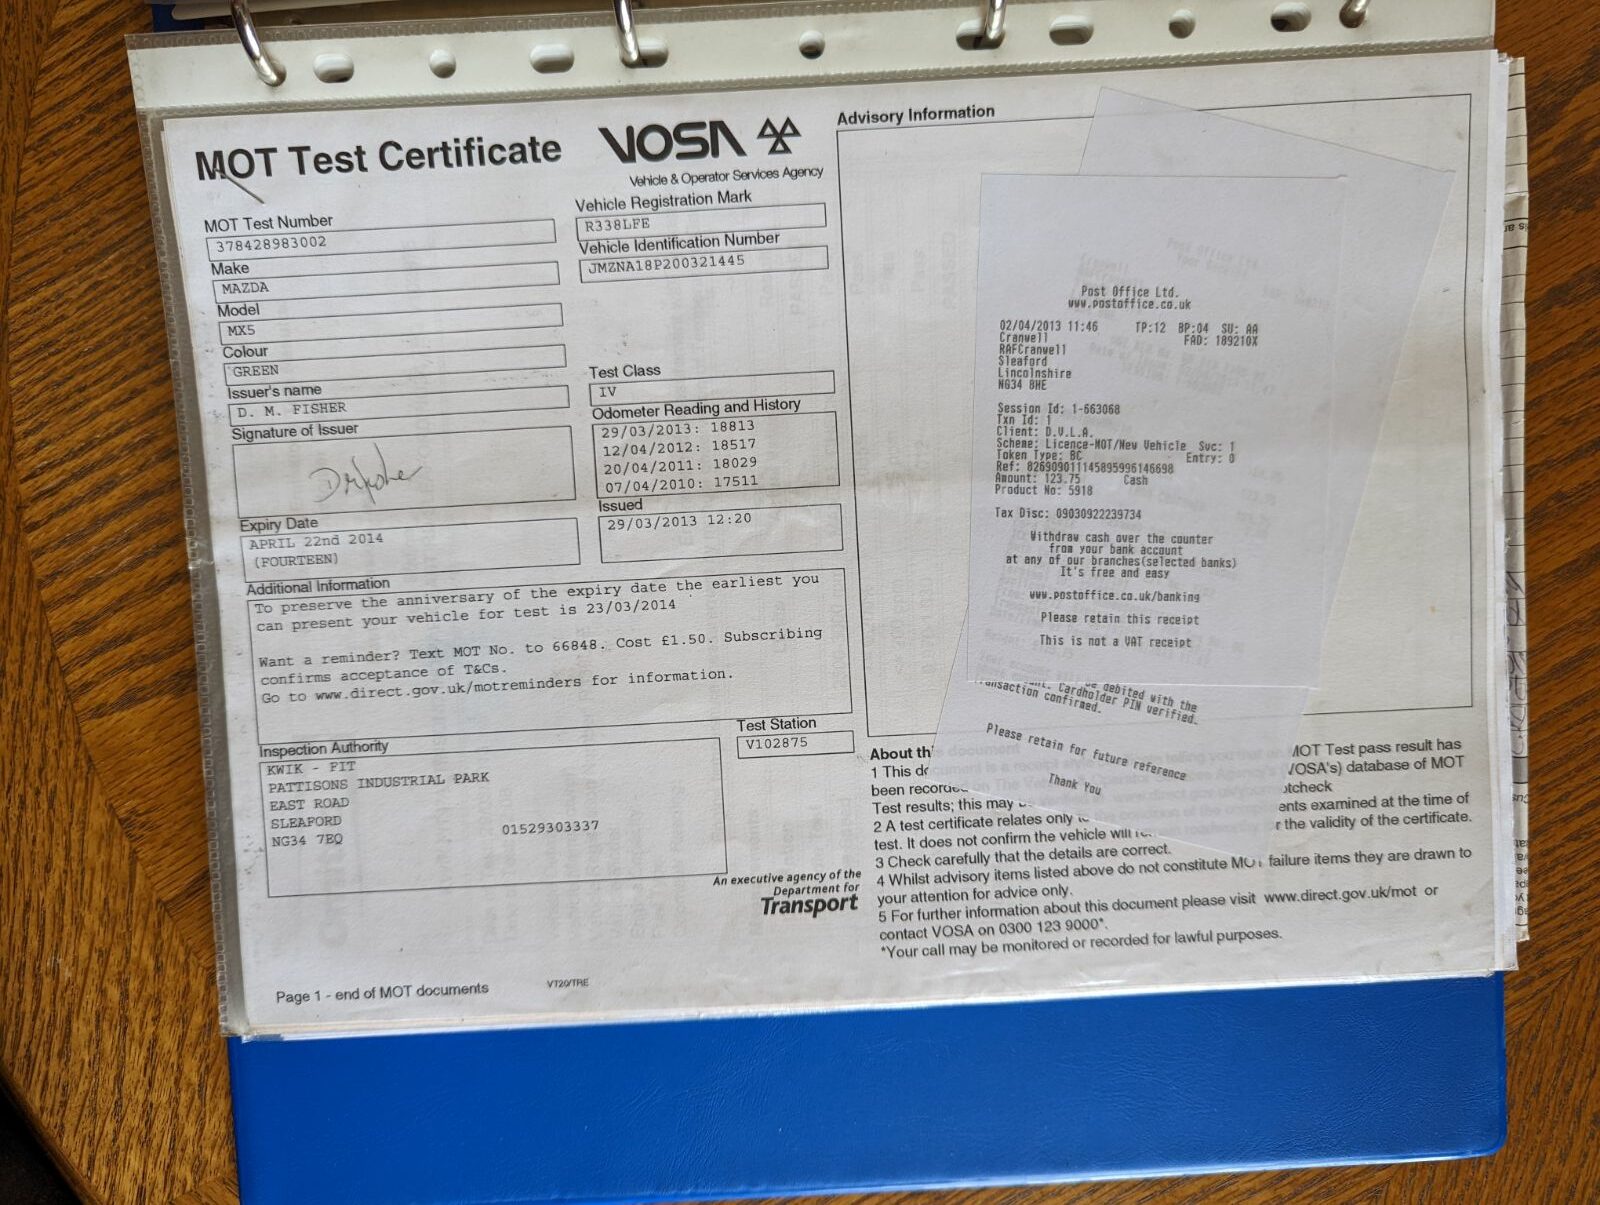 MOT Test Certificate
VOSA
Vehicle & Operator Services Agency
MOT Test Number
378428983002
Make
MAZDA
Model
MX5
Colour
GREEN
Issuer's name
D. M. FISHER
Signature of Issuer
Expiry Date
APRIL 22nd 2014
(FOURTEEN)
Vehicle Registration Mark
R338LFE
Vehicle Identification Number
JMZNA18P200321445
Test Class
IV
Odometer Reading and History
29/03/2013: 18813
12/04/2012: 18517
20/04/2011: 18029
07/04/2010: 17511
Issued
29/03/2013 12:20
Additional Information
To preserve the anniversary of the expiry date the earliest you
can present your vehicle for test is 23/03/2014
Want a reminder? Text MOT No. to 66848. Cost £1.50. Subscribing
confirms acceptance of T&Cs.
Go to www.direct.gov.uk/motreminders for information.
Inspection Authority
KWIK - FIT
PATTISONS INDUSTRIAL PARK
EAST ROAD
SLEAFORD
NG34 7EQ
01529303337
Test Station
V102875
An executive agency of the
Department for
Transport
Page 1 - end of MOT documents
VT20/TRE
Advisory Information
Post Office Ltd.
www.postoffice.co.uk
02/04/2013 11:46 TP:12 BP:04 SU: AA
Cranwell FAD: 189210X
RAFCranwell
Sleaford
Lincolnshire
NG34 8HE
Session Id: 1-663068
Txn Id: 1
Client: D.V.L.A.
Scheme: Licence-MOT/New Vehicle Svc: 1
Token Type: BC Entry: 0
Ref: 826909011145895996146698
Amount: 123.75 Cash
Product No: 5918
Tax Disc: 09030922239734
Withdraw cash over the counter
from your bank account
at any of our branches(selected banks)
It's free and easy
www.postoffice.co.uk/banking
Please retain this receipt
This is not a VAT receipt
debited with the
Cardholder PIN verified.
confirmed.
Please retain for future reference
Thank You
About
1 This MOT Test pass result has
been database of MOT
Test results; this may
2 A test certificate relates only examined at the time of
test. It does not confirm the vehicle will the validity of the certificate.
3 Check carefully that the details are correct.
4 Whilst advisory items listed above do not constitute MOT failure items they are drawn to
your attention for advice only.
5 For further information about this document please visit www.direct.gov.uk/mot or
contact VOSA on 0300 123 9000*.
*Your call may be monitored or recorded for lawful purposes.